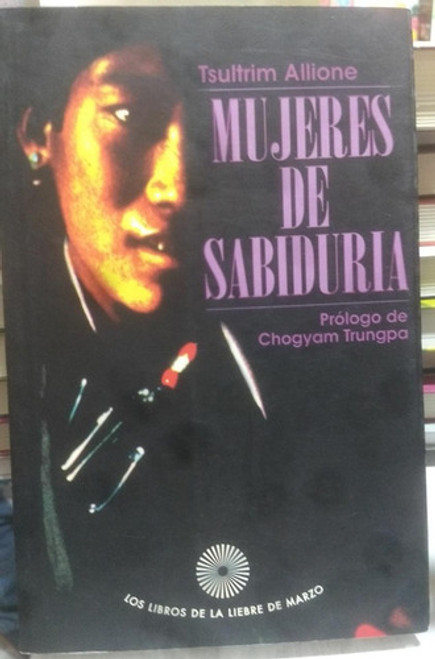 Tsultrim Allione
MUJERES
DE
SABIDURIA
Prólogo de
Chogyam Trungpa
LOS LIBROS DE LA LIEBRE DE MARZO